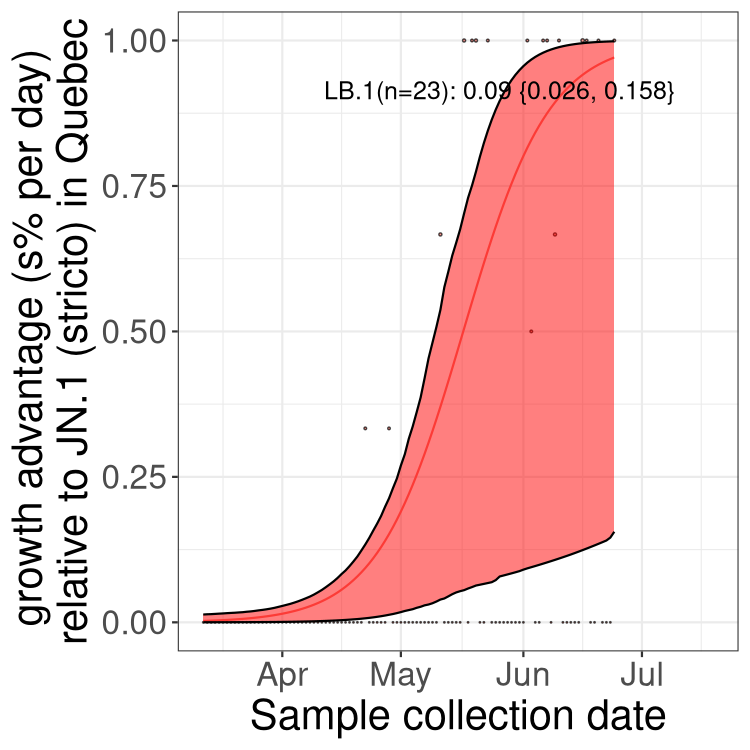 growth advantage (s% per day)
relative to JN.1 (stricto) in Quebec
1.00
0.75
0.50
0.25
0.00
LB.1(n=23): 0.09 {0.026, 0.158}
Apr May Jun Jul
Sample collection date